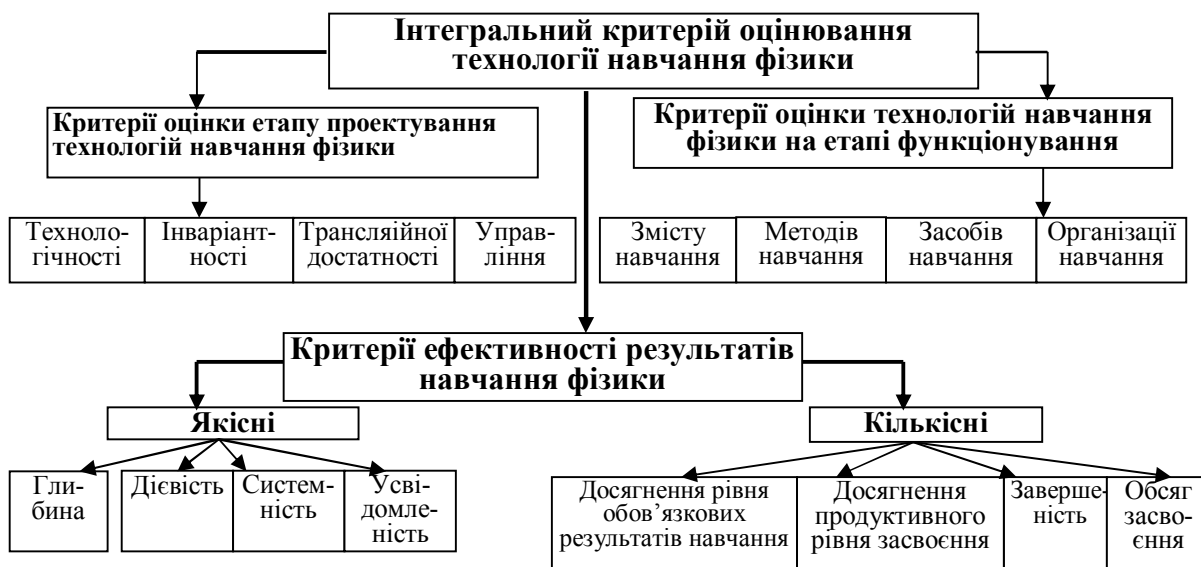 Інтегральний критерій оцінювання
технології навчання фізики
Критерії оцінки етапу проектування
технологій навчання фізики
Критерії оцінки технологій навчання
фізики на етапі функціонування
Техноло-
гічності
Інваріант-
ності
Трансляійної
достатності
Управ-
ління
Змісту
навчання
Методів
навчання
Засобів
навчання
Організації
навчання
Критерії ефективності результатів
навчання фізики
Якісні
Кількісні
Гли-
бина
Дієвість
Систем-
ність
Усві-
домле-
ність
Досягнення рівня
обов’язкових
результатів навчання
Досягнення
продуктивного
рівня засвоєння
Заверше-
ність
Обсяг
засво-
єння